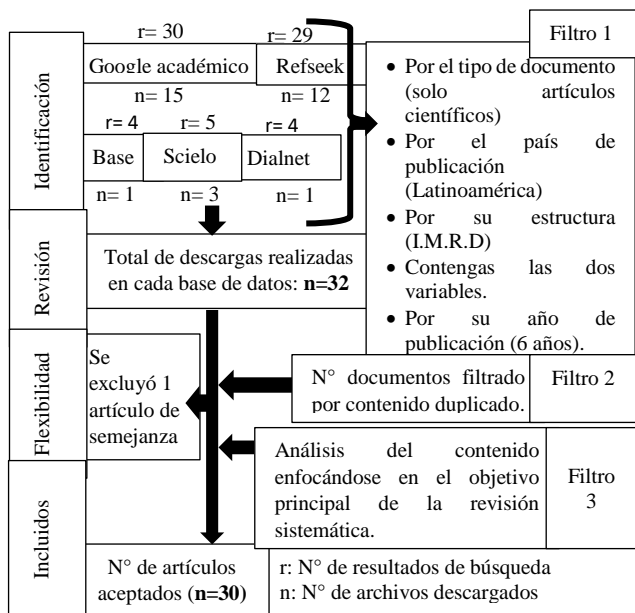 Identificación
r= 30
r= 29
Google académico
Refseek
n= 15
n= 12
r= 4
r= 5
r= 4
Base
Scielo
Dialnet
n= 1
n= 3
n= 1
Filtro 1
• Por el tipo de documento
(solo artículos
científicos)
• Por el país de
publicación
(Latinoamérica)
• Por su estructura
(I.M.R.D)
• Contengas las dos
variables.
• Por su año de
publicación (6 años).
Revisión
Total de descargas realizadas
en cada base de datos: n=32
Flexibilidad
Se
excluyó 1
artículo de
semejanza
N° documentos filtrado
por contenido duplicado.
Filtro 2
Análisis del contenido
enfocándose en el objetivo
principal de la revisión
sistemática.
Filtro
3
Incluidos
N° de artículos
aceptados (n=30)
r: N° de resultados de búsqueda
n: N° de archivos descargados